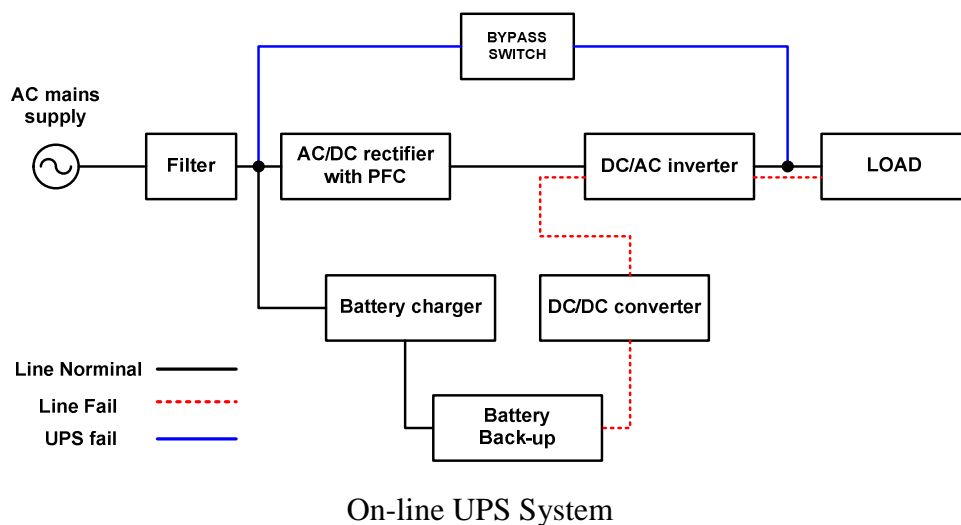 BYPASS
SWITCH
AC mains
supply
Filter
AC/DC rectifier
with PFC
DC/AC inverter
LOAD
Battery charger
DC/DC converter
Line Norminal
Line Fail
UPS fail
Battery
Back-up
On-line UPS System